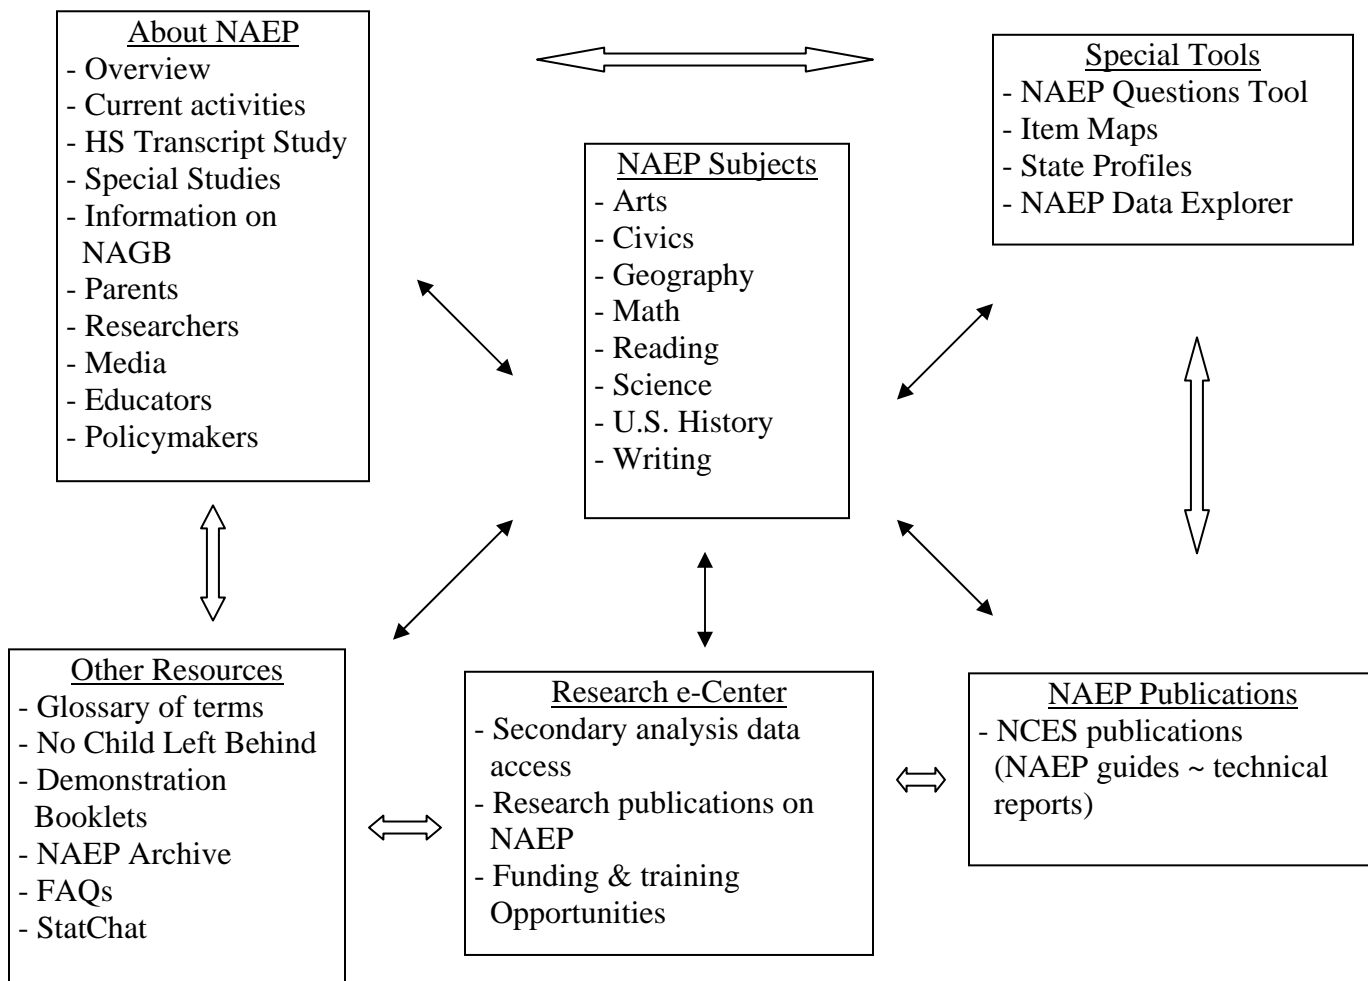 About NAEP
- Overview
- Current activities
- HS Transcript Study
- Special Studies
- Information on
NAGB
- Parents
- Researchers
- Media
- Educators
- Policymakers
NAEP Subjects
- Arts
- Civics
- Geography
- Math
- Reading
- Science
- U.S. History
- Writing
Special Tools
- NAEP Questions Tool
- Item Maps
- State Profiles
- NAEP Data Explorer
Other Resources
- Glossary of terms
- No Child Left Behind
- Demonstration
Booklets
- NAEP Archive
- FAQs
- StatChat
Research e-Center
- Secondary analysis data
access
- Research publications on
NAEP
- Funding & training
Opportunities
NAEP Publications
- NCES publications
(NAEP guides ~ technical
reports)